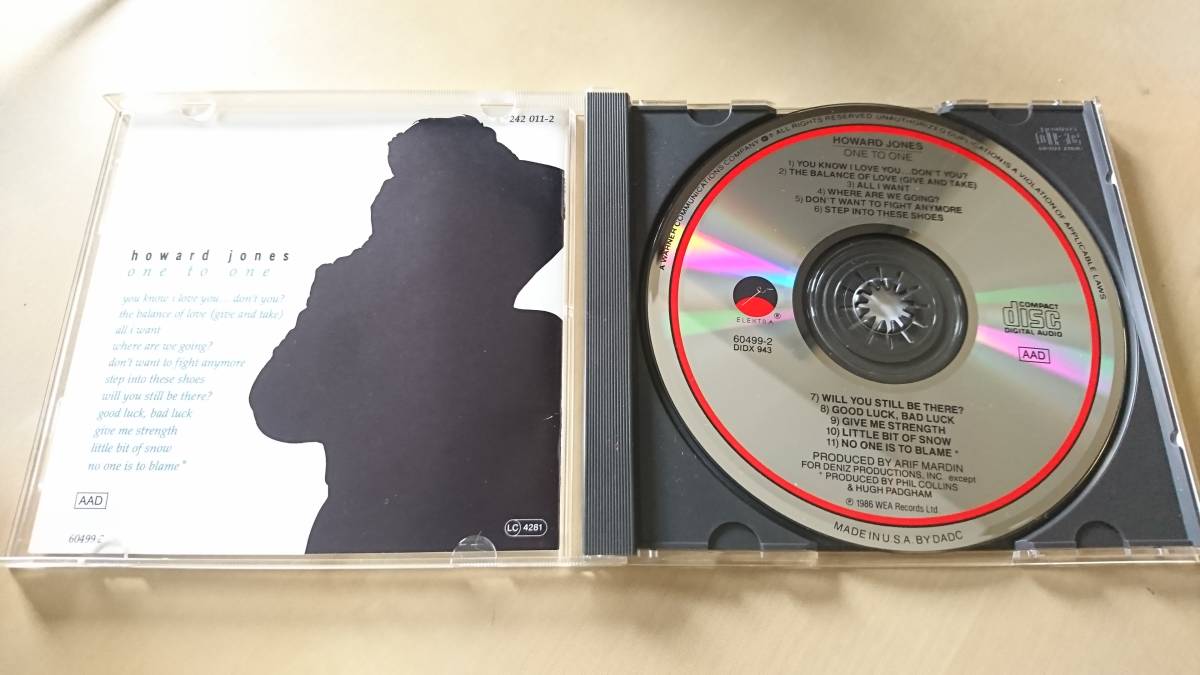 242 011-2
howard jones
one to one
you know i love you... don't you?
the balance of love (give and take)
all i want
where are we going?
don't want to fight anymore
step into these shoes
will you still be there?
good luck, bad luck
give me strength
little bit of snow
no one is to blame*
AAD
60499-2
LC 4281
A WARNER COMMUNICATIONS COMPANY ℗® ALL RIGHTS RESERVED UNAUTHORIZED DUPLICATION IS A VIOLATION OF APPLICABLE LAWS
HOWARD JONES
ONE TO ONE
1) YOU KNOW I LOVE YOU...DON'T YOU?
2) THE BALANCE OF LOVE (GIVE AND TAKE)
3) ALL I WANT
4) WHERE ARE WE GOING?
5) DON'T WANT TO FIGHT ANYMORE
6) STEP INTO THESE SHOES
ELEKTRA®
60499-2
DIDX 943
COMPACT
disc
DIGITAL AUDIO
AAD
7) WILL YOU STILL BE THERE?
8) GOOD LUCK, BAD LUCK
9) GIVE ME STRENGTH
10) LITTLE BIT OF SNOW
11) NO ONE IS TO BLAME *
PRODUCED BY ARIF MARDIN
FOR DENIZ PRODUCTIONS, INC. except
* PRODUCED BY PHIL COLLINS
& HUGH PADGHAM
℗ 1986 WEA Records Ltd.
MADE IN U.S.A. BY DADC